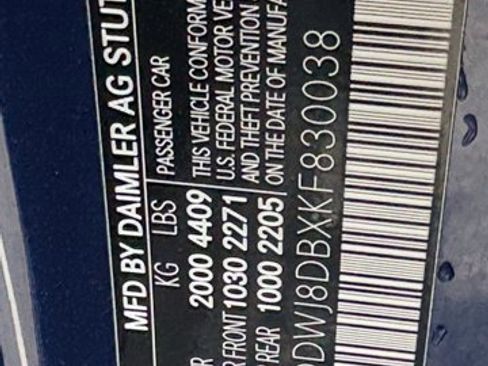 MFD BY DAIMLER AG STUT
KG LBS PASSENGER CAR
2000 4409 THIS VEHICLE CONFORM
FRONT 1030 2271 U.S. FEDERAL MOTOR VE
REAR 1000 2205 AND THEFT PREVENTION
ON THE DATE OF MANUFA
DWJ8DBXKF830038